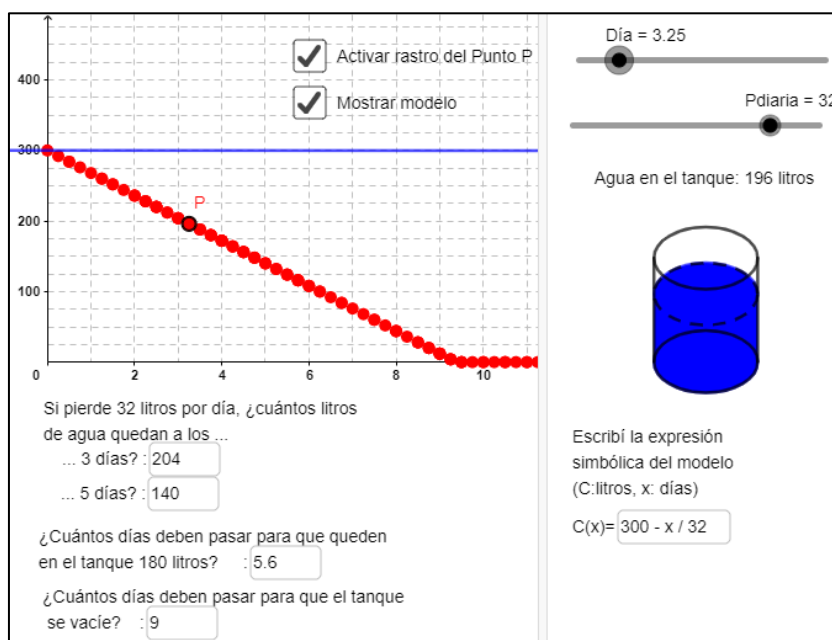 400
300
200
100
0
2
4
6
8
10
Activar rastro del Punto P
Mostrar modelo
P
Si pierde 32 litros por día, ¿cuántos litros
de agua quedan a los ...
... 3 días? : 204
... 5 días? : 140
¿Cuántos días deben pasar para que queden
en el tanque 180 litros? : 5.6
¿Cuántos días deben pasar para que el tanque
se vacíe? : 9
Día = 3.25
Pdiaria = 32
Agua en el tanque: 196 litros
Escribí la expresión
simbólica del modelo
(C:litros, x: días)
C(x)= 300 - x / 32